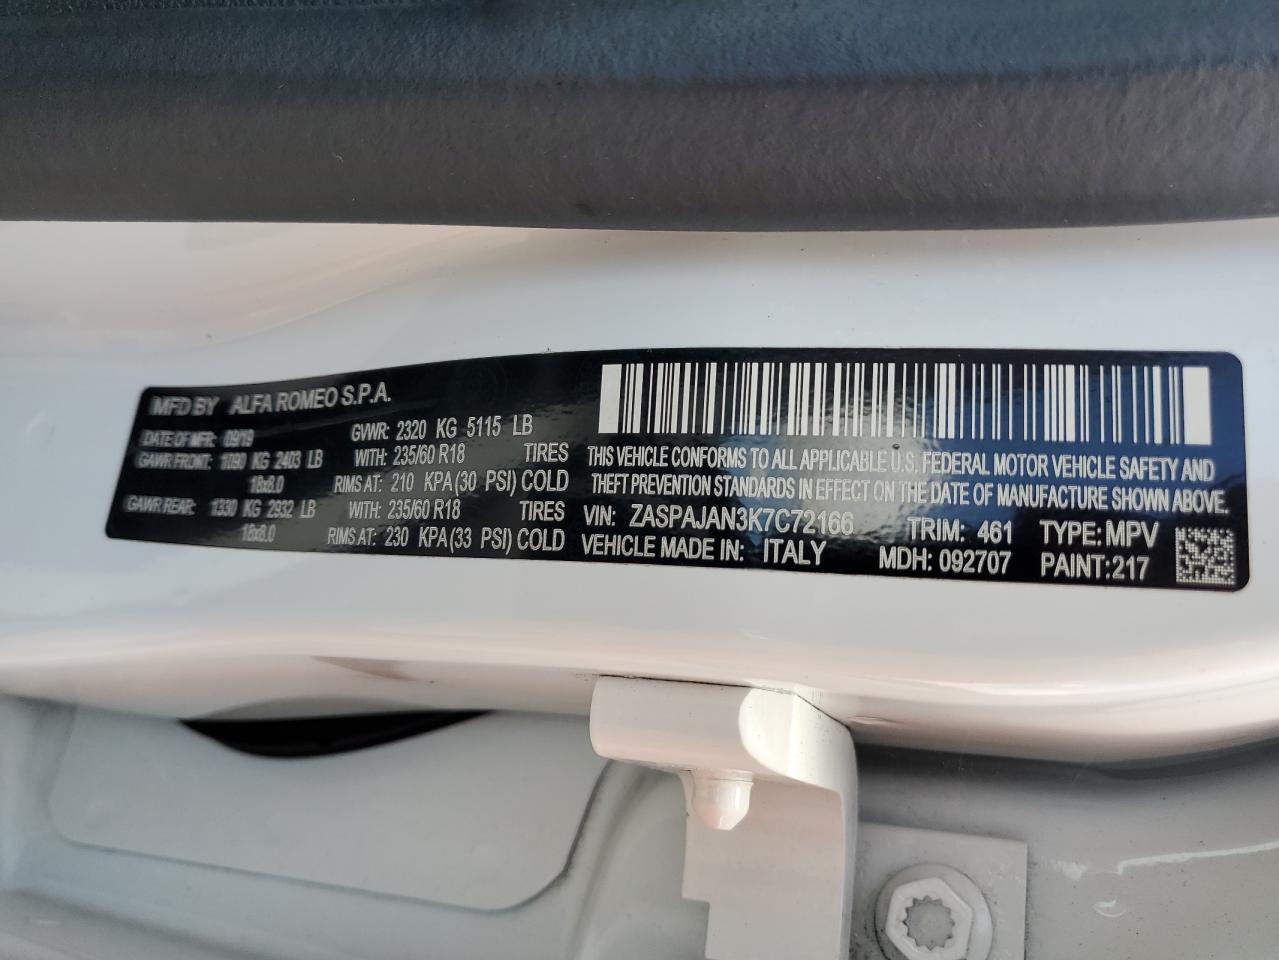 MFD BY ALFA ROMEO S.P.A.
DATE OF MFR: 09/19 GVWR: 2320 KG 5115 LB
GAWR FRONT: 1090 KG 2403 LB WITH: 235/60 R18 TIRES
18x8.0 RIMS AT: 210 KPA (30 PSI) COLD
GAWR REAR: 1330 KG 2932 LB WITH: 235/60 R18 TIRES
18x8.0 RIMS AT: 230 KPA (33 PSI) COLD
THIS VEHICLE CONFORMS TO ALL APPLICABLE U.S. FEDERAL MOTOR VEHICLE SAFETY AND
THEFT PREVENTION STANDARDS IN EFFECT ON THE DATE OF MANUFACTURE SHOWN ABOVE.
VIN: ZASPAJAN3K7C72166 TRIM: 461 TYPE: MPV
VEHICLE MADE IN: ITALY MDH: 092707 PAINT:217